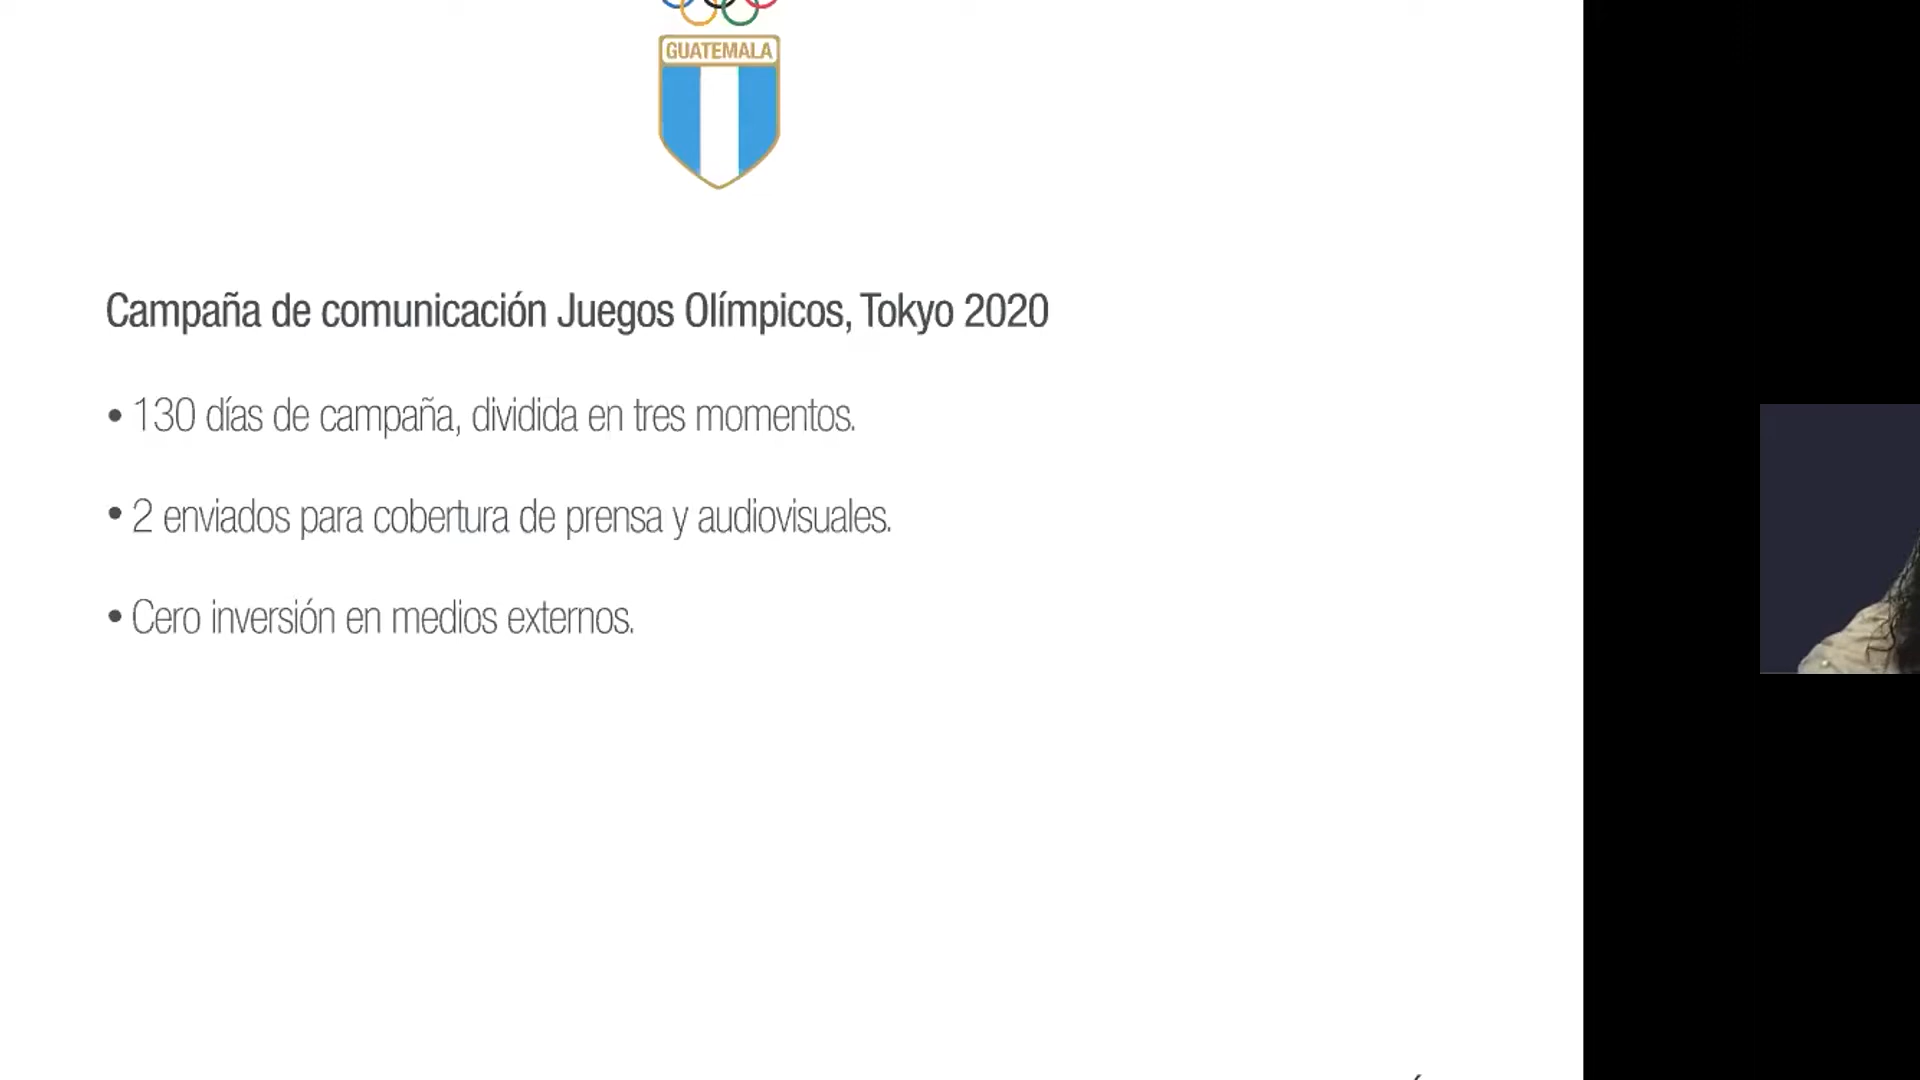 GUATEMALA
Campaña de comunicación Juegos Olímpicos, Tokyo 2020
• 130 días de campaña, dividida en tres momentos.
• 2 enviados para cobertura de prensa y audiovisuales.
• Cero inversión en medios externos.